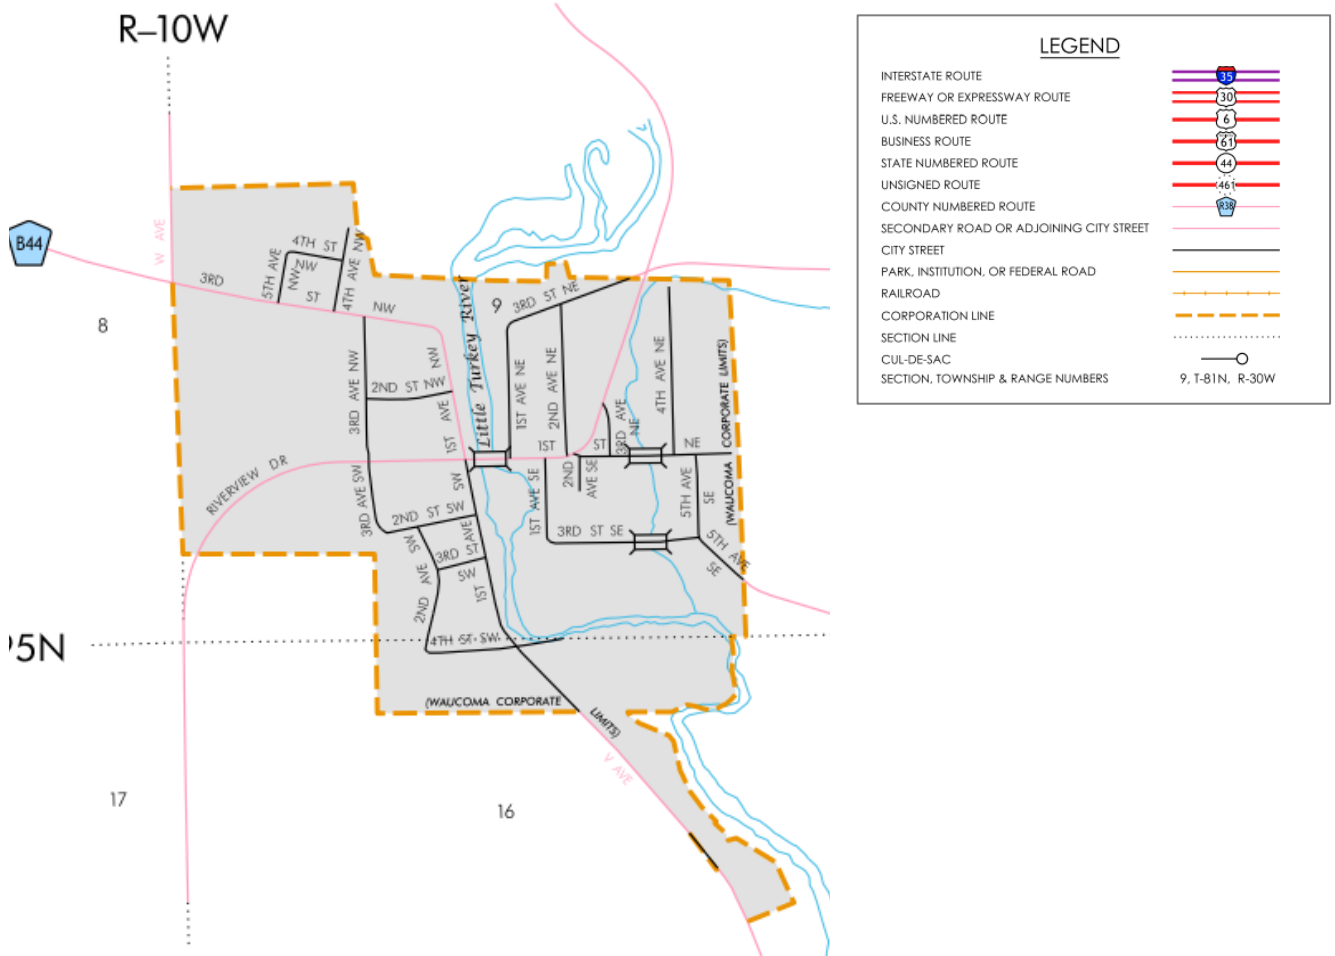 R–10W
LEGEND
INTERSTATE ROUTE
35
FREEWAY OR EXPRESSWAY ROUTE
30
U.S. NUMBERED ROUTE
6
BUSINESS ROUTE
61
STATE NUMBERED ROUTE
44
UNSIGNED ROUTE
461
COUNTY NUMBERED ROUTE
R38
SECONDARY ROAD OR ADJOINING CITY STREET
CITY STREET
PARK, INSTITUTION, OR FEDERAL ROAD
RAILROAD
CORPORATION LINE
SECTION LINE
CUL-DE-SAC
SECTION, TOWNSHIP & RANGE NUMBERS
9, T-81N, R-30W
W AVE
B44
3RD ST NW
5TH AVE NW
4TH ST NW
4TH AVE NW
8
9
Little Turkey River
3RD ST NE
3RD AVE NW
2ND ST NW
1ST AVE NW
1ST AVE NE
2ND AVE NE
3RD AVE NE
4TH AVE NE
(WAUCOMA CORPORATE LIMITS)
1ST ST NE
RIVERVIEW DR
3RD AVE SW
2ND ST SW
1ST AVE SW
3RD ST SW
2ND AVE SW
4TH ST SW
1ST AVE SE
2ND AVE SE
3RD ST SE
5TH AVE SE
5TH AVE SE
95N
(WAUCOMA CORPORATE LIMITS)
V AVE
17
16